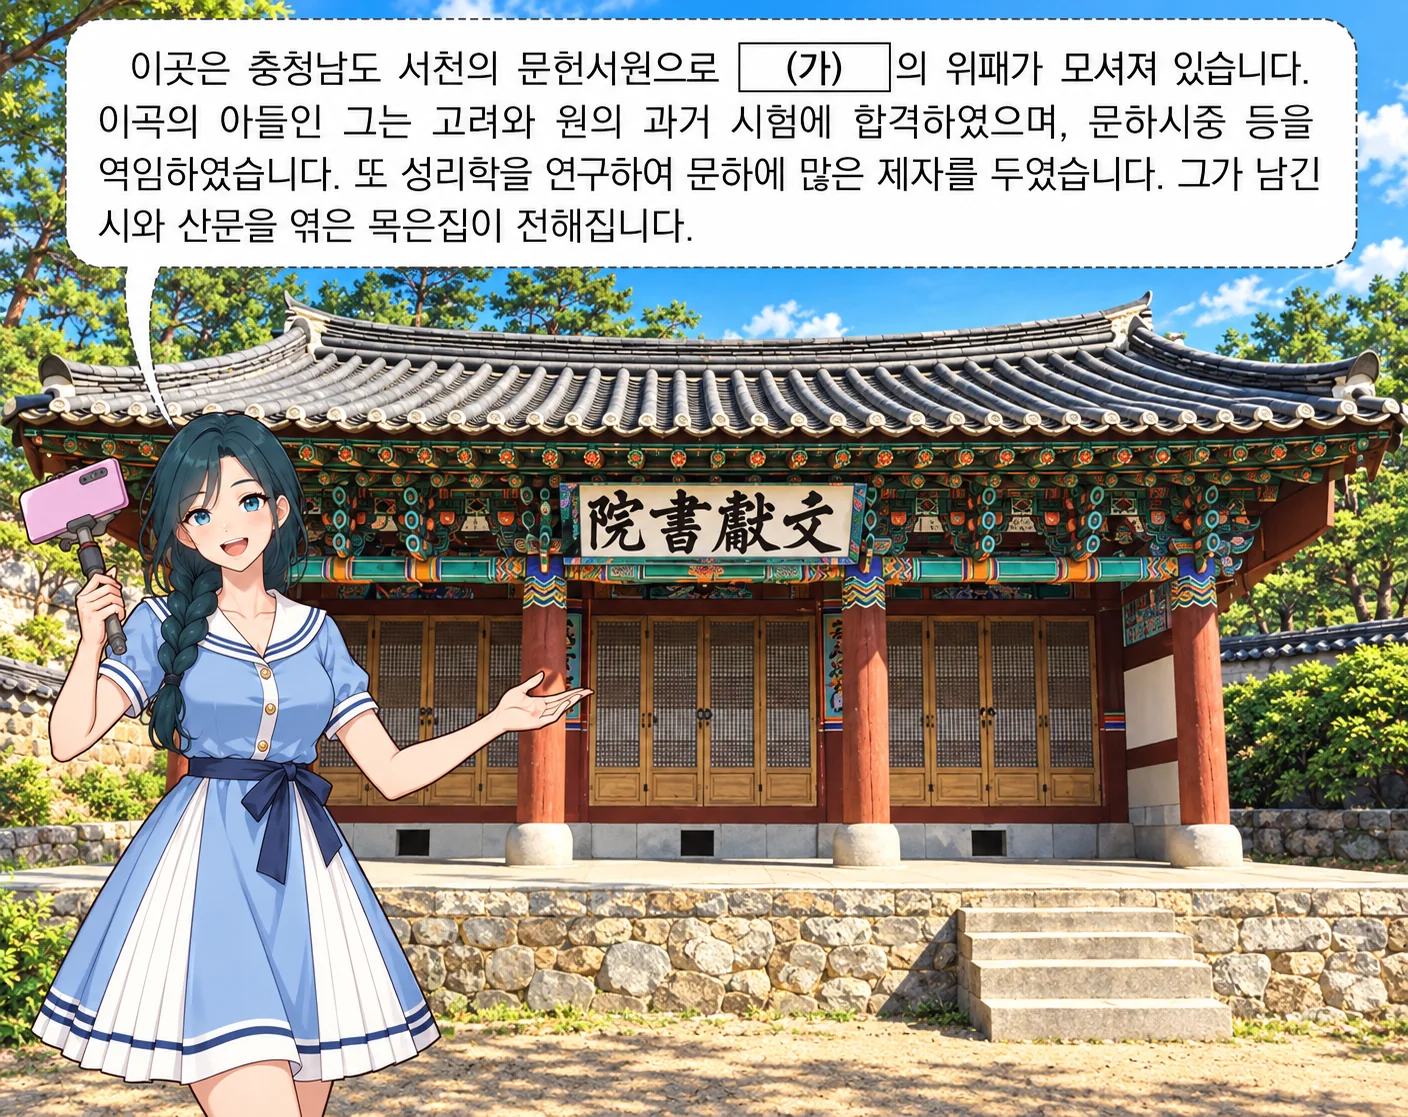 이곳은 충청남도 서천의 문헌서원으로 (가) 의 위패가 모셔져 있습니다.
이곡의 아들인 그는 고려와 원의 과거 시험에 합격하였으며, 문하시중 등을
역임하였습니다. 또 성리학을 연구하여 문하에 많은 제자를 두었습니다. 그가 남긴
시와 산문을 엮은 목은집이 전해집니다.
院書獻文